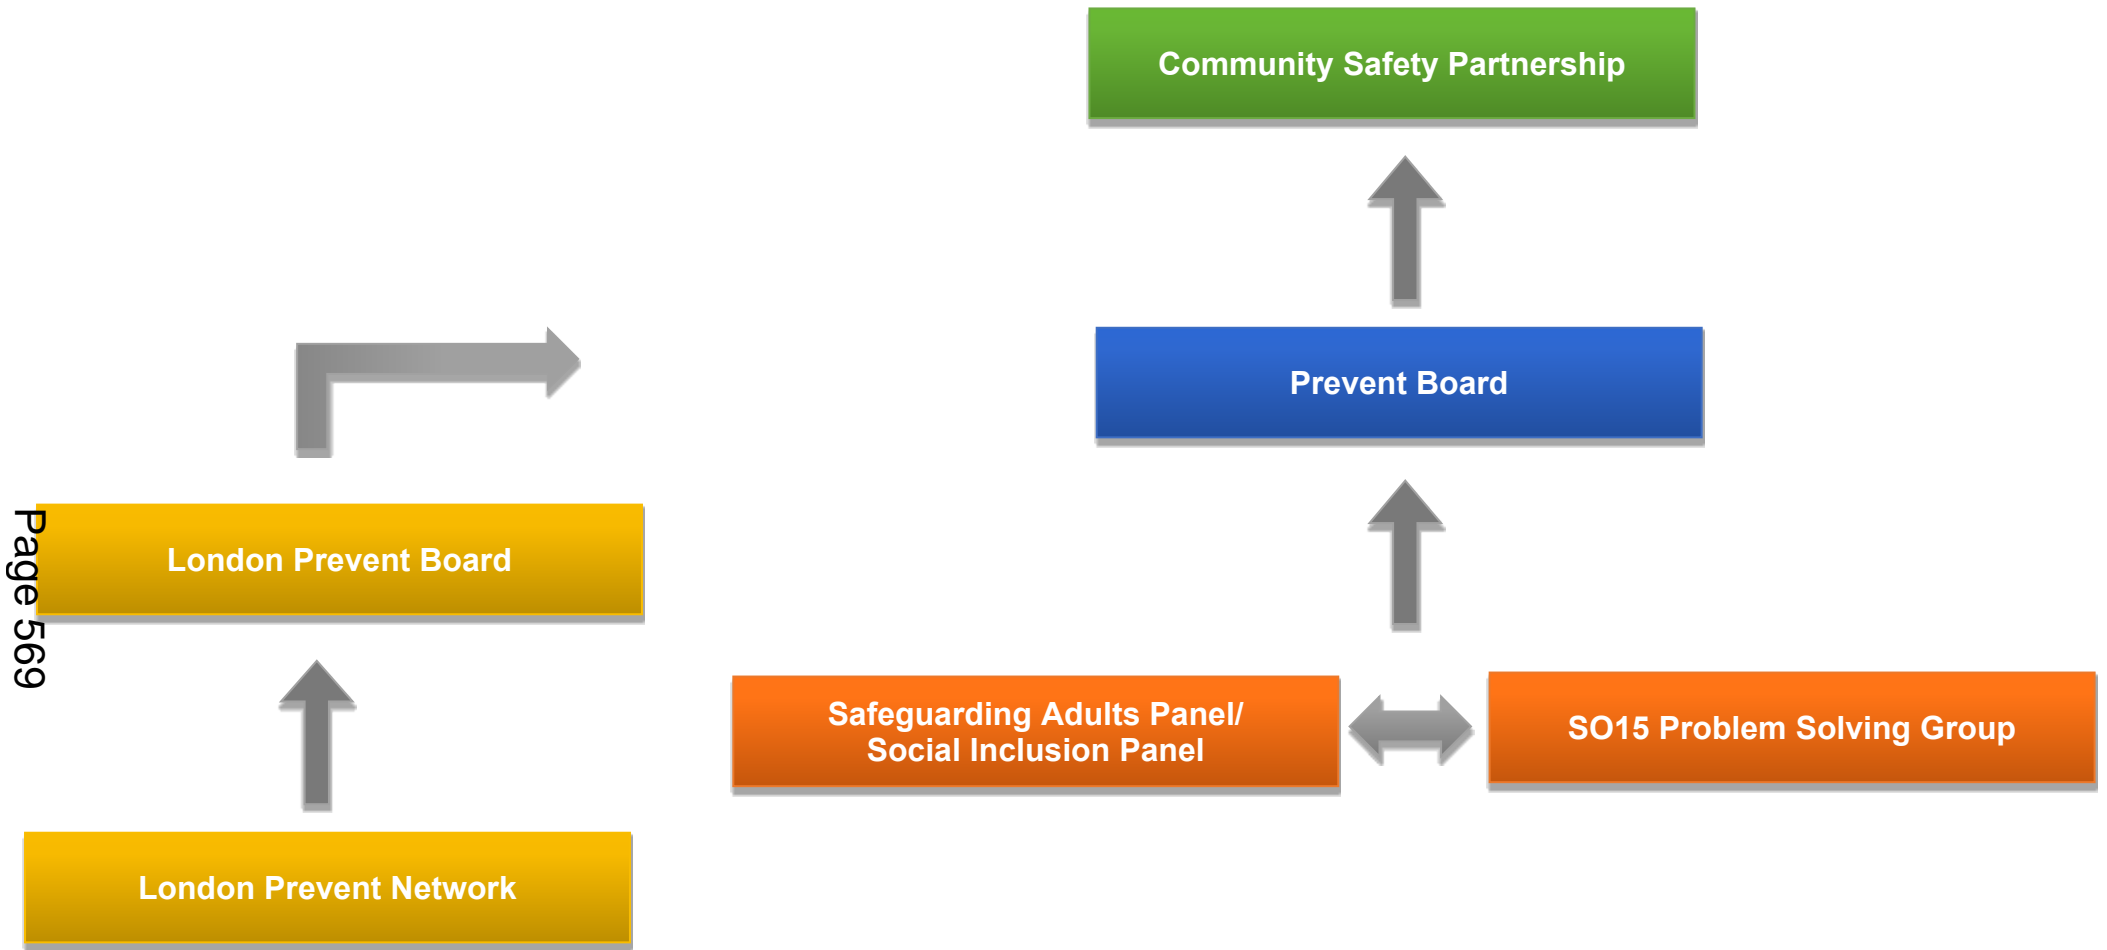 Community Safety Partnership
Prevent Board
London Prevent Board
Safeguarding Adults Panel/
Social Inclusion Panel
SO15 Problem Solving Group
London Prevent Network
Page 569